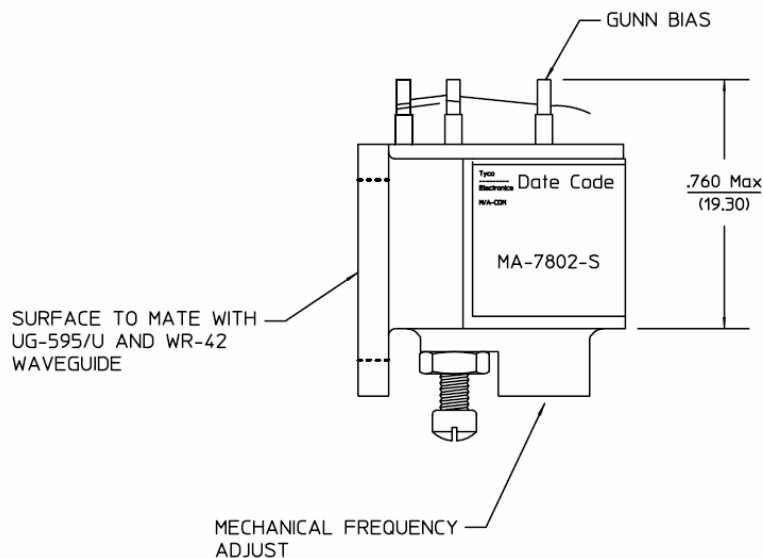 GUNN BIAS
Tyco
Electronics
M/A-COM
Date Code
.760 Max
(19.30)
MA-7802-S
SURFACE TO MATE WITH
UG-595/U AND WR-42
WAVEGUIDE
MECHANICAL FREQUENCY
ADJUST